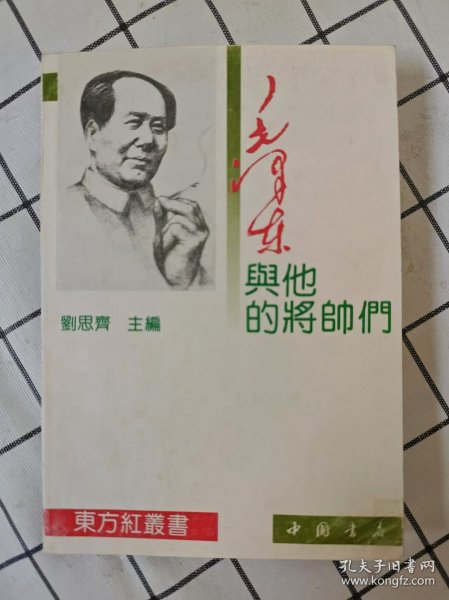 毛泽东
與他
的將帥們
劉思齊 主編
東方紅叢書
中国书店
孔夫子旧书网
www.kongfz.com